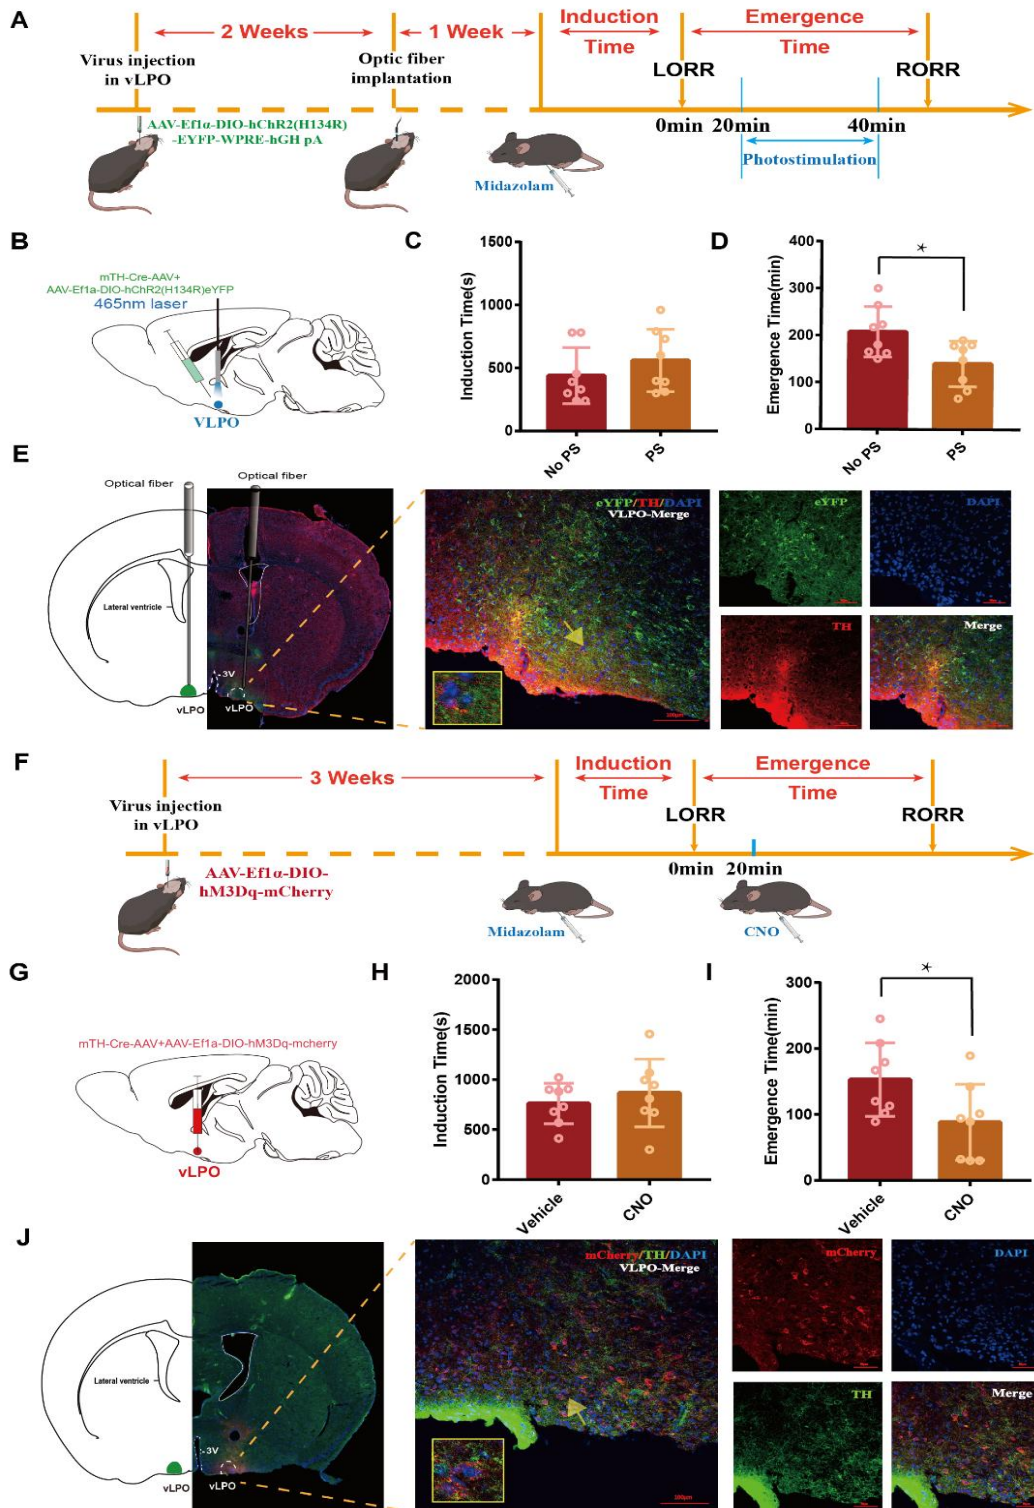 A
2 Weeks
1 Week
Induction
Time
Emergence
Time
Virus injection
in vLPO
Optic fiber
implantation
LORR
RORR
0min
20min
40min
AAV-Ef1α-DIO-hChR2(H134R)
-EYFP-WPRE-hGH pA
Midazolam
Photostimulation
B
mTH-Cre-AAV+
AAV-Ef1a-DIO-hChR2(H134R)eYFP
465nm laser
VLPO
C
Induction Time(s)
1500
1000
500
0
No PS
PS
D
Emergence Time(min)
400
300
200
100
0
*
No PS
PS
E
Optical fiber
Optical fiber
Lateral ventricle
3V
vLPO
vLPO
eYFP/TH/DAPI
VLPO-Merge
100μm
eYFP
DAPI
TH
Merge
F
3 Weeks
Induction
Time
Emergence
Time
Virus injection
in vLPO
LORR
RORR
0min
20min
AAV-Ef1α-DIO-
hM3Dq-mCherry
Midazolam
CNO
G
mTH-Cre-AAV+AAV-Ef1a-DIO-hM3Dq-mcherry
vLPO
H
Induction Time(s)
2000
1500
1000
500
0
Vehicle
CNO
I
Emergence Time(min)
300
200
100
0
*
Vehicle
CNO
J
Lateral ventricle
3V
vLPO
vLPO
mCherry/TH/DAPI
VLPO-Merge
100μm
mCherry
DAPI
TH
Merge